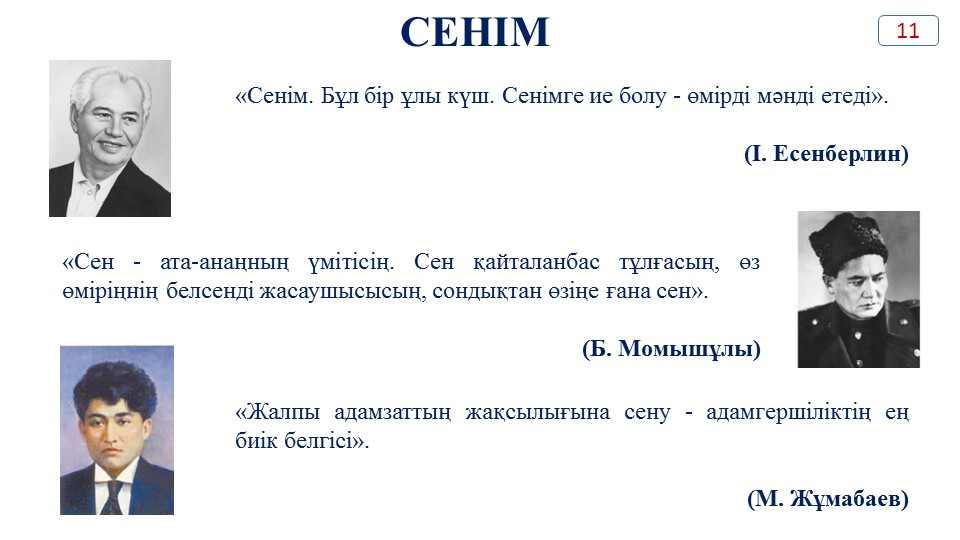 СЕНІМ
11
«Сенім. Бұл бір ұлы күш. Сенімге ие болу - өмірді мәнді етеді».
(І. Есенберлин)
«Сен - ата-анаңның үмітісің. Сен қайталанбас тұлғасың, өз
өміріңнің белсенді жасаушысысың, сондықтан өзіңе ғана сен».
(Б. Момышұлы)
«Жалпы адамзаттың жақсылығына сену - адамгершіліктің ең
биік белгісі».
(М. Жұмабаев)